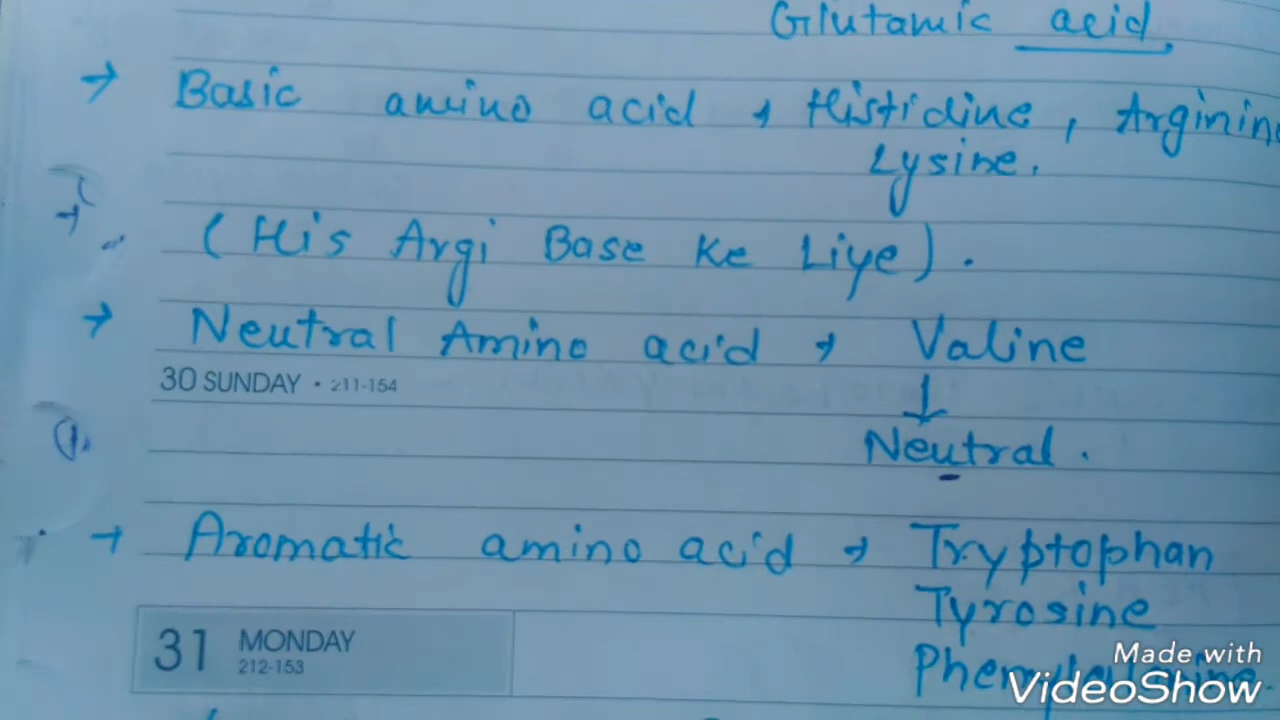 Glutamic acid
→ Basic amino acid → Histidine, Arginin
Lysine.
(His Argi Base Ke Liye).
→ Neutral Amino acid → Valine
30 SUNDAY • 211-154
↓
Neutral.
→ Aromatic amino acid → Tryptophan
Tyrosine
31 MONDAY
212-153
Made with
VideoShow